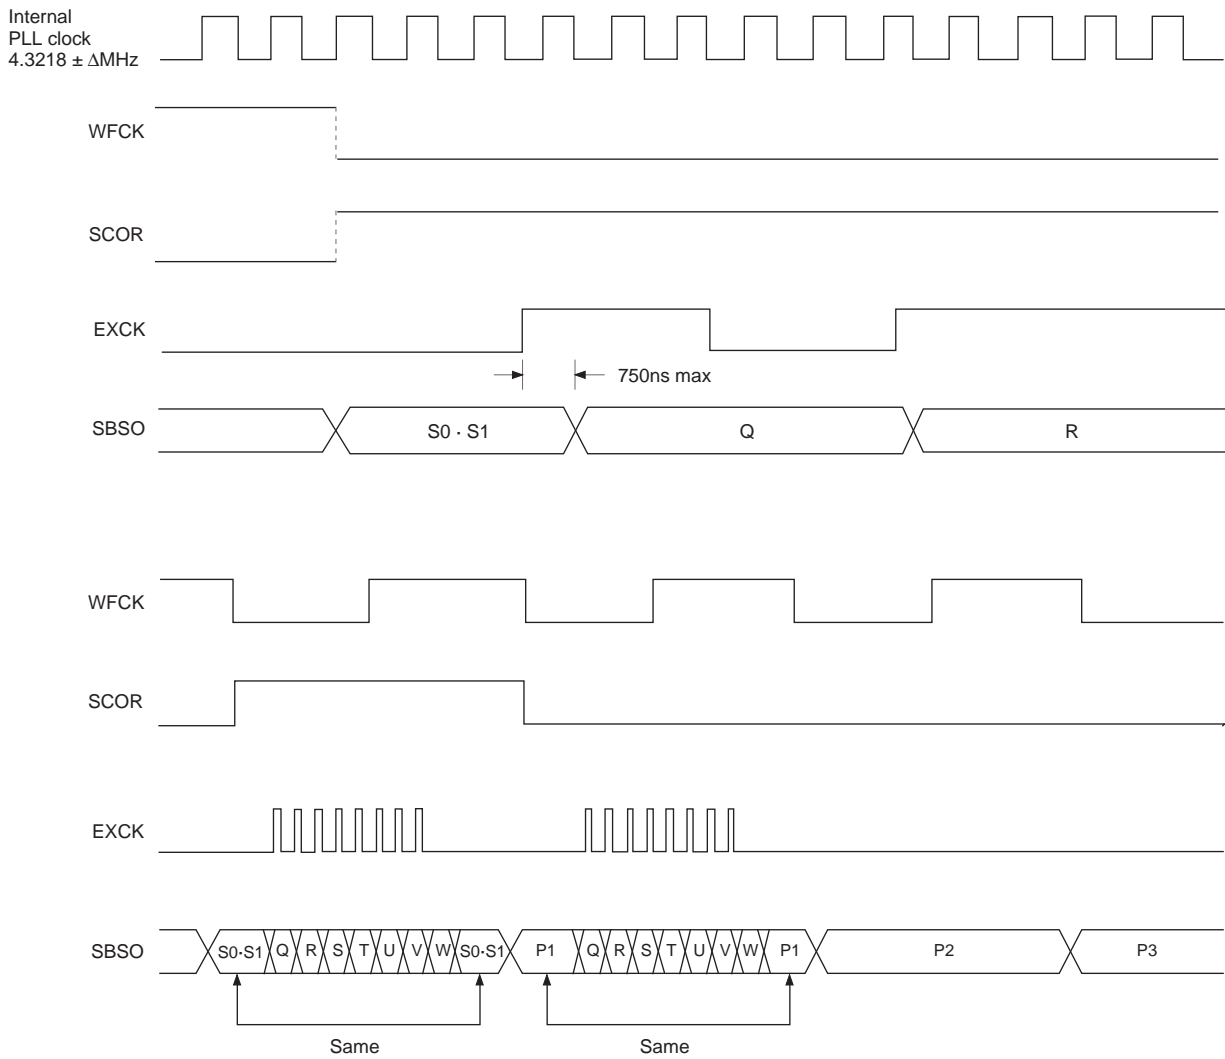 Internal
PLL clock
4.3218 ± ΔMHz
WFCK
SCOR
EXCK
750ns max
SBSO
S0 · S1
Q
R
WFCK
SCOR
EXCK
SBSO
S0·S1
Q
R
S
T
U
V
W
S0·S1
P1
Q
R
S
T
U
V
W
P1
P2
P3
Same
Same